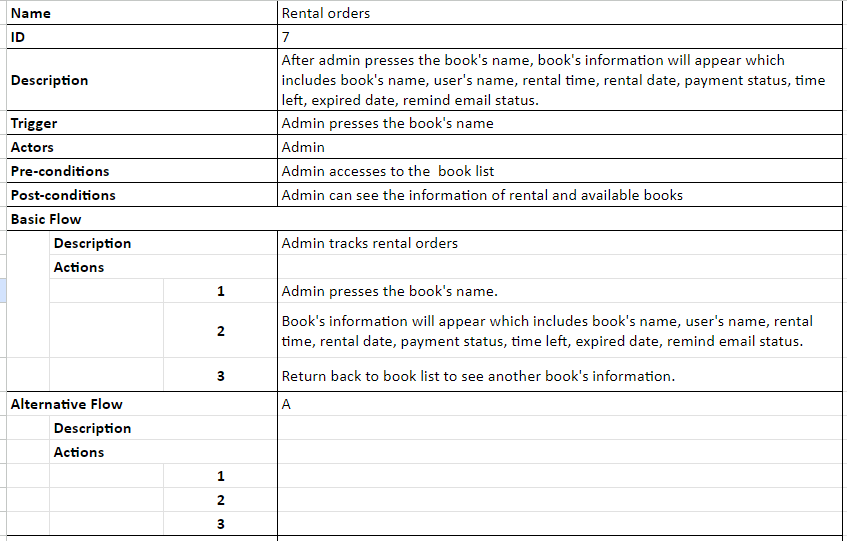 Name Rental orders
ID 7
Description After admin presses the book's name, book's information will appear which
includes book's name, user's name, rental time, rental date, payment status, time
left, expired date, remind email status.
Trigger Admin presses the book's name
Actors Admin
Pre-conditions Admin accesses to the  book list
Post-conditions Admin can see the information of rental and available books
Basic Flow
Description Admin tracks rental orders
Actions
1 Admin presses the book's name.
2 Book's information will appear which includes book's name, user's name, rental
time, rental date, payment status, time left, expired date, remind email status.
3 Return back to book list to see another book's information.
Alternative Flow A
Description
Actions
1
2
3